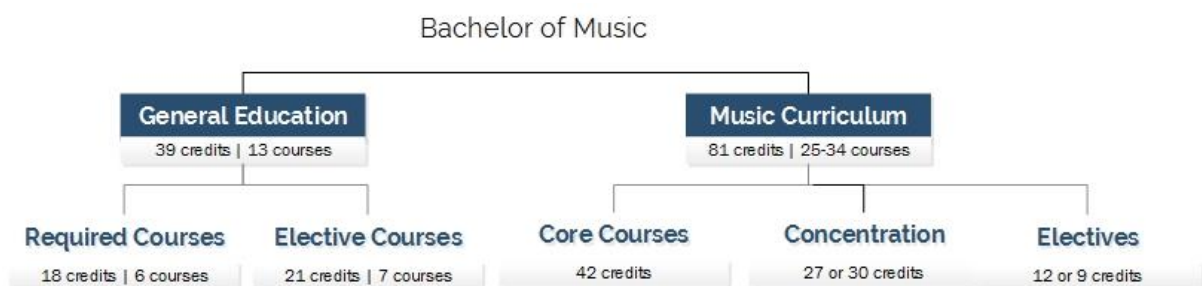 Bachelor of Music
General Education
39 credits | 13 courses
Music Curriculum
81 credits | 25-34 courses
Required Courses
18 credits | 6 courses
Elective Courses
21 credits | 7 courses
Core Courses
42 credits
Concentration
27 or 30 credits
Electives
12 or 9 credits